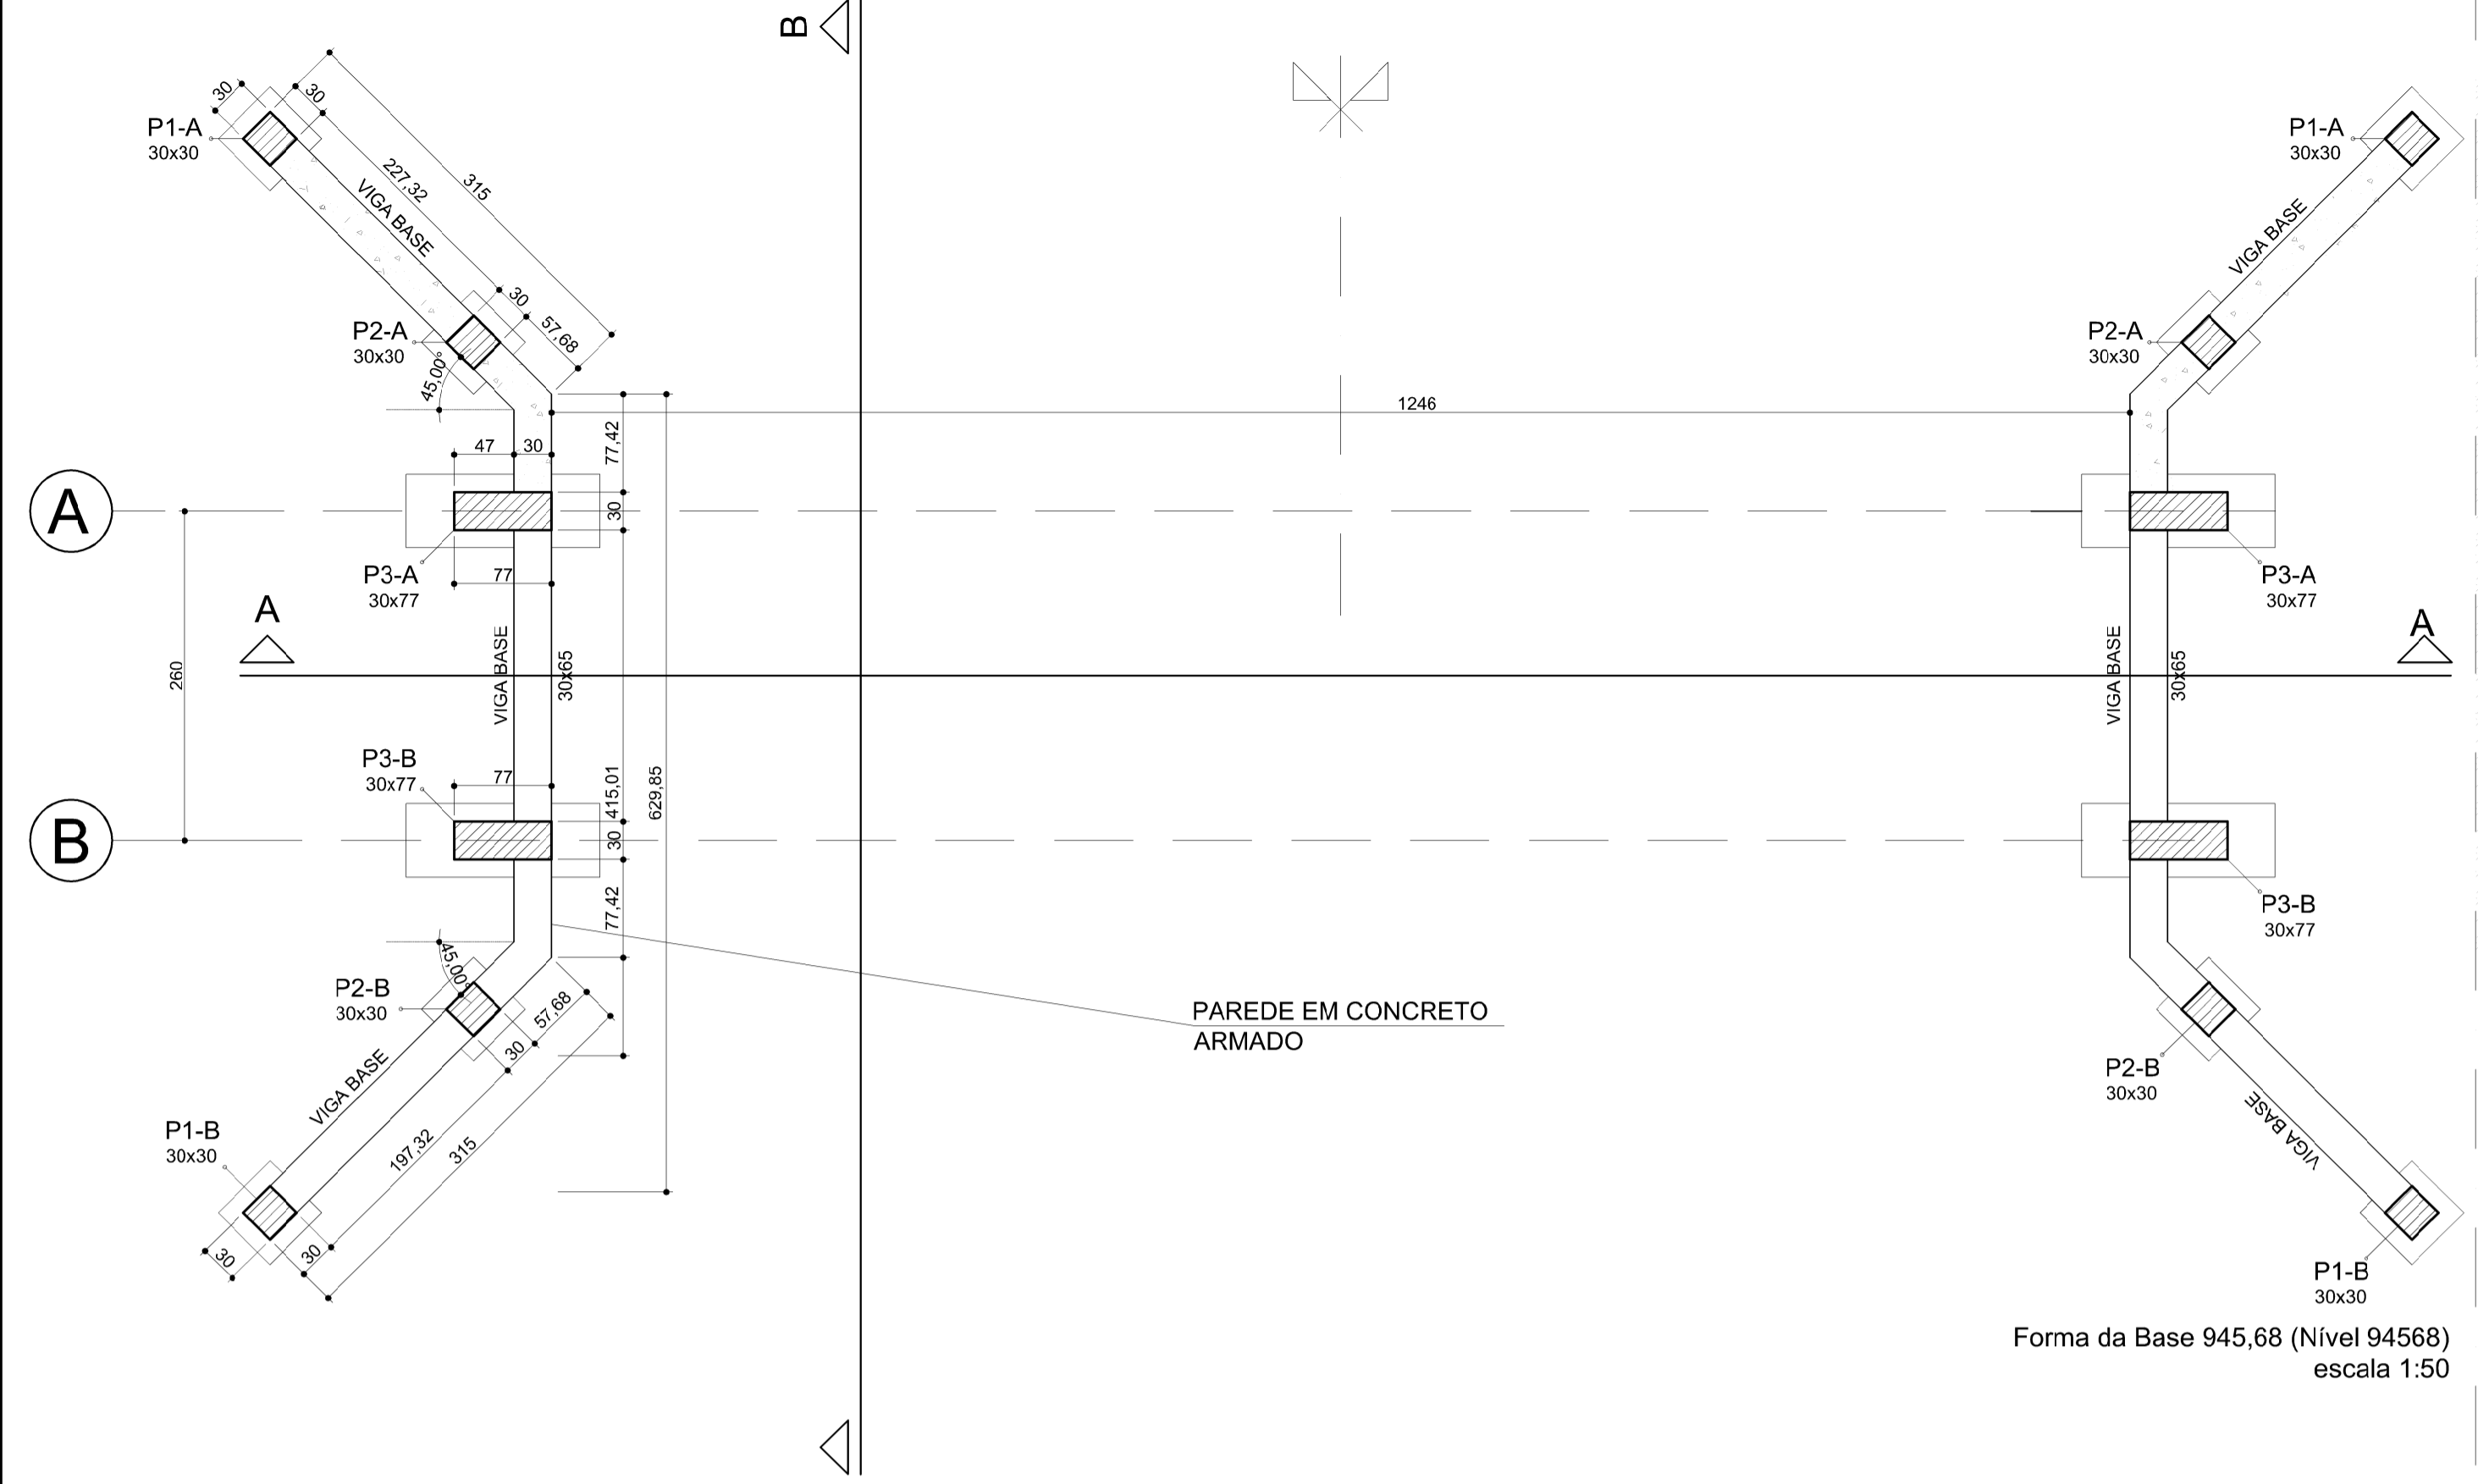 B
30
30
P1-A
30x30
227,32
315
VIGA BASE
30
57,68
P2-A
30x30
45,00°
P1-A
30x30
VIGA BASE
P2-A
30x30
1246
47
30
77,42
A
30
P3-A
30x77
77
P3-A
30x77
A
A
260
VIGA BASE
30x65
VIGA BASE
30x65
P3-B
30x77
77
415,01
629,85
B
30
77,42
P3-B
30x77
45,00°
P2-B
30x30
57,68
30
PAREDE EM CONCRETO
ARMADO
VIGA BASE
P1-B
30x30
197,32
315
30
30
P2-B
30x30
VIGA BASE
P1-B
30x30
Forma da Base 945,68 (Nível 94568)
escala 1:50